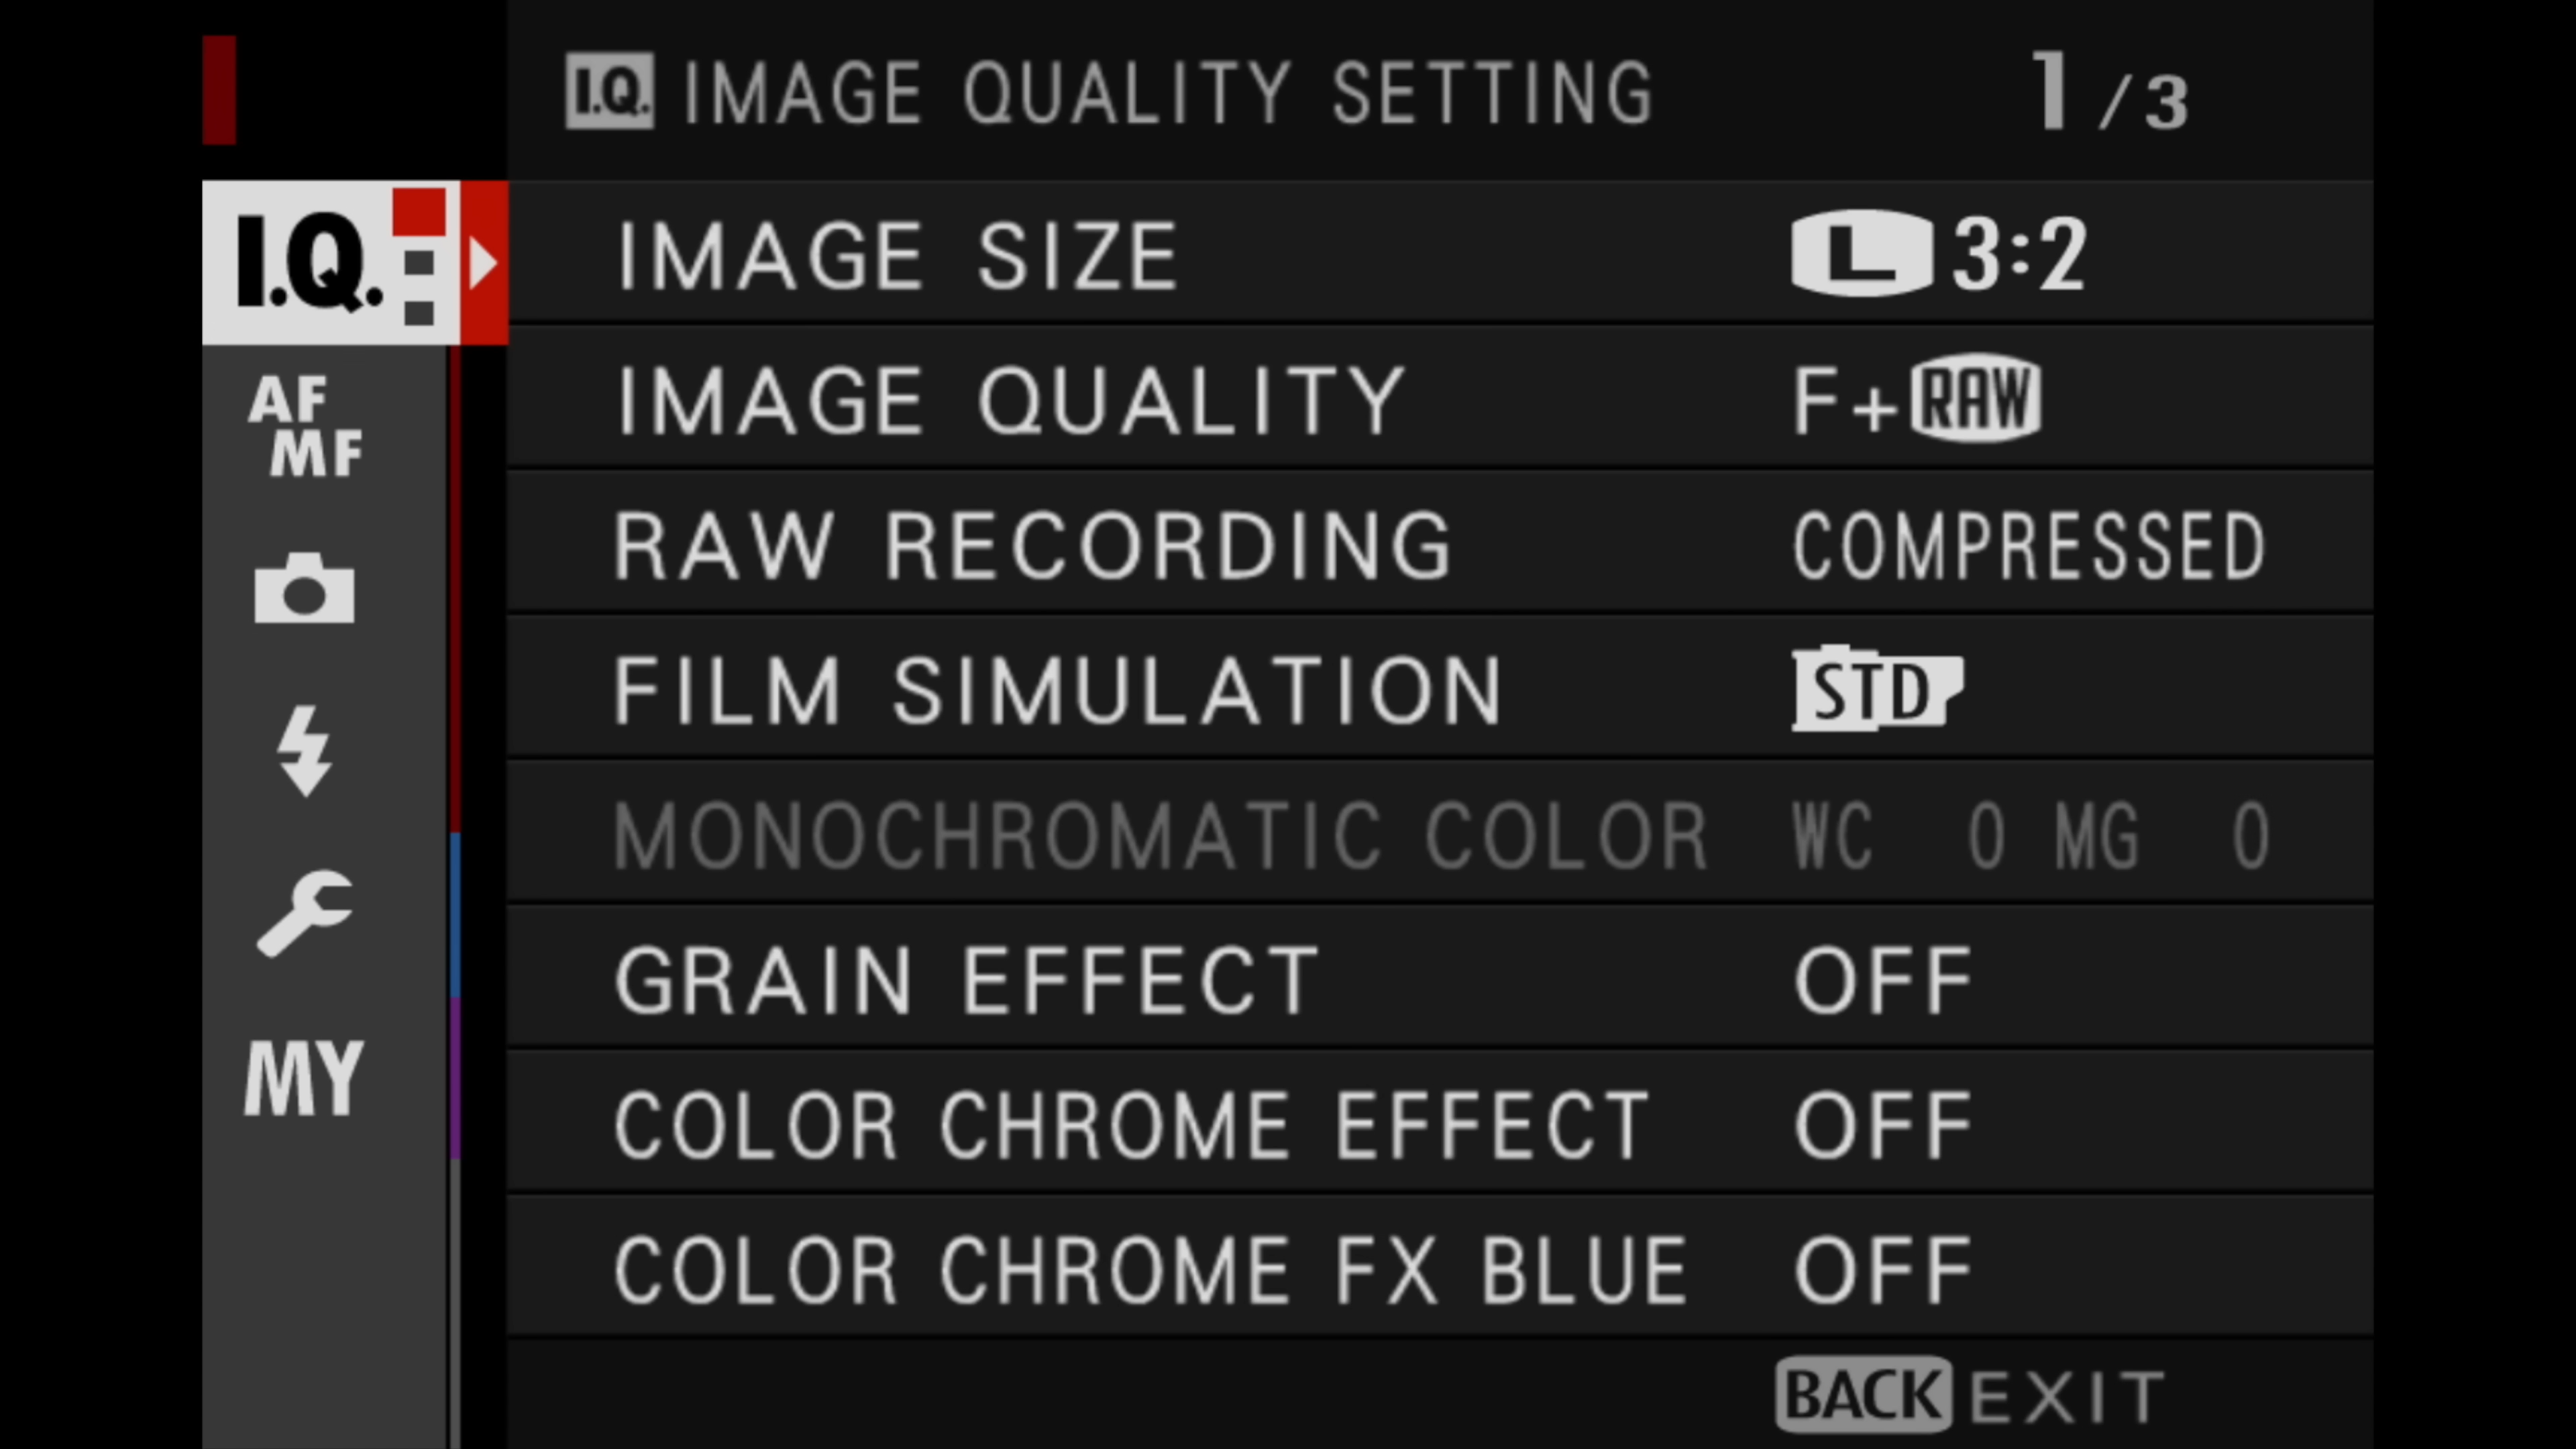 I.Q. IMAGE QUALITY SETTING 1/3
I.Q.
IMAGE SIZE L 3:2
AF
MF
IMAGE QUALITY F+RAW
RAW RECORDING COMPRESSED
FILM SIMULATION STD
MONOCHROMATIC COLOR WC 0 MG 0
GRAIN EFFECT OFF
MY
COLOR CHROME EFFECT OFF
COLOR CHROME FX BLUE OFF
BACK EXIT